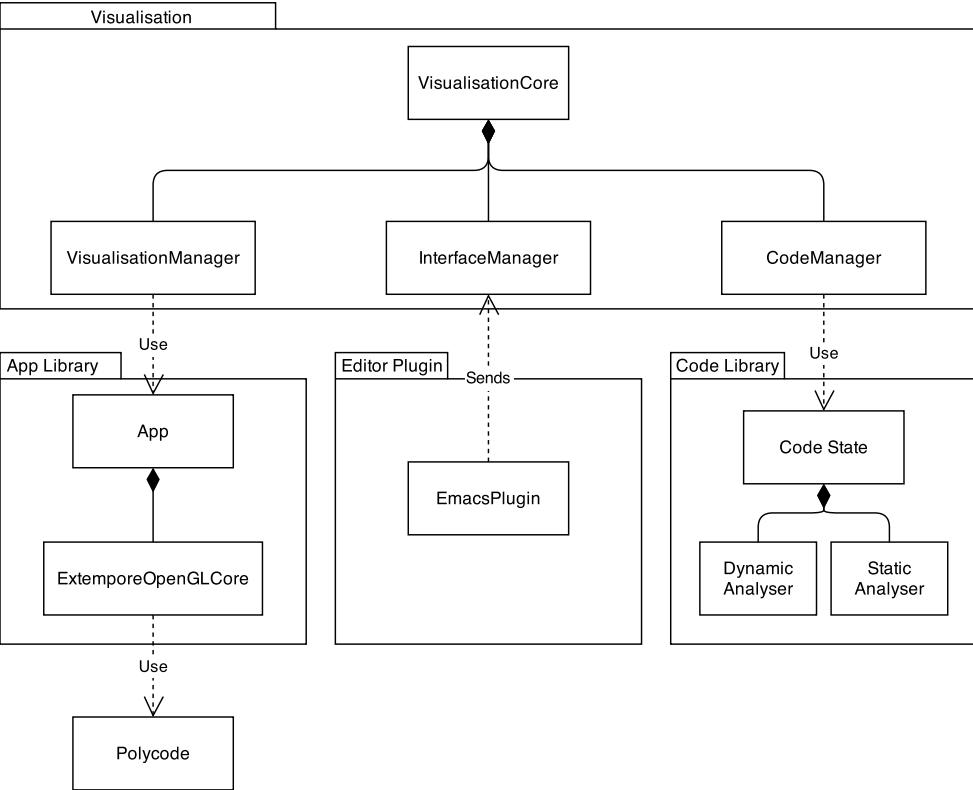 Visualisation
VisualisationCore
VisualisationManager
InterfaceManager
CodeManager
Use
Use
App Library
Editor Plugin
Code Library
Sends
App
Code State
EmacsPlugin
ExtemporeOpenGLCore
Dynamic
Analyser
Static
Analyser
Use
Polycode